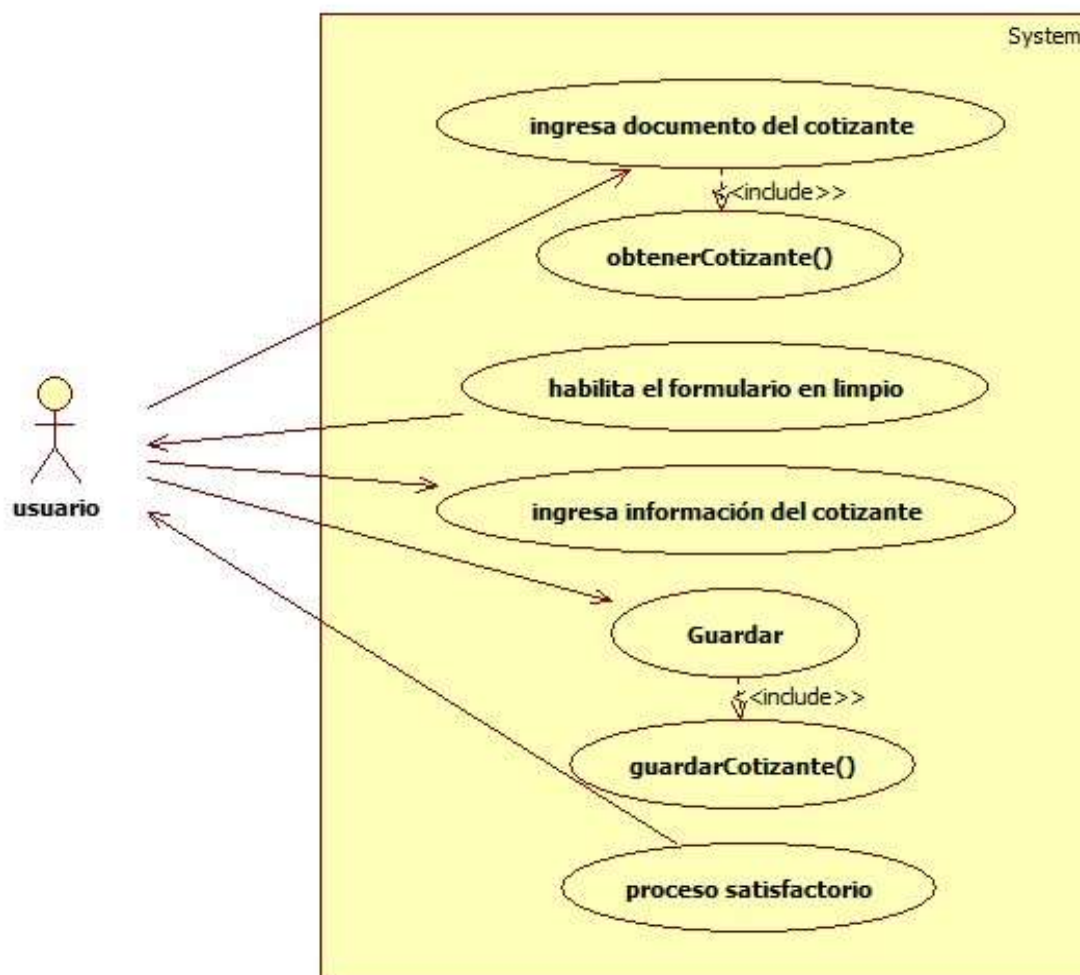 System
ingresa documento del cotizante
<<include>>
obtenerCotizante()
habilita el formulario en limpio
usuario
ingresa información del cotizante
Guardar
<<include>>
guardarCotizante()
proceso satisfactorio